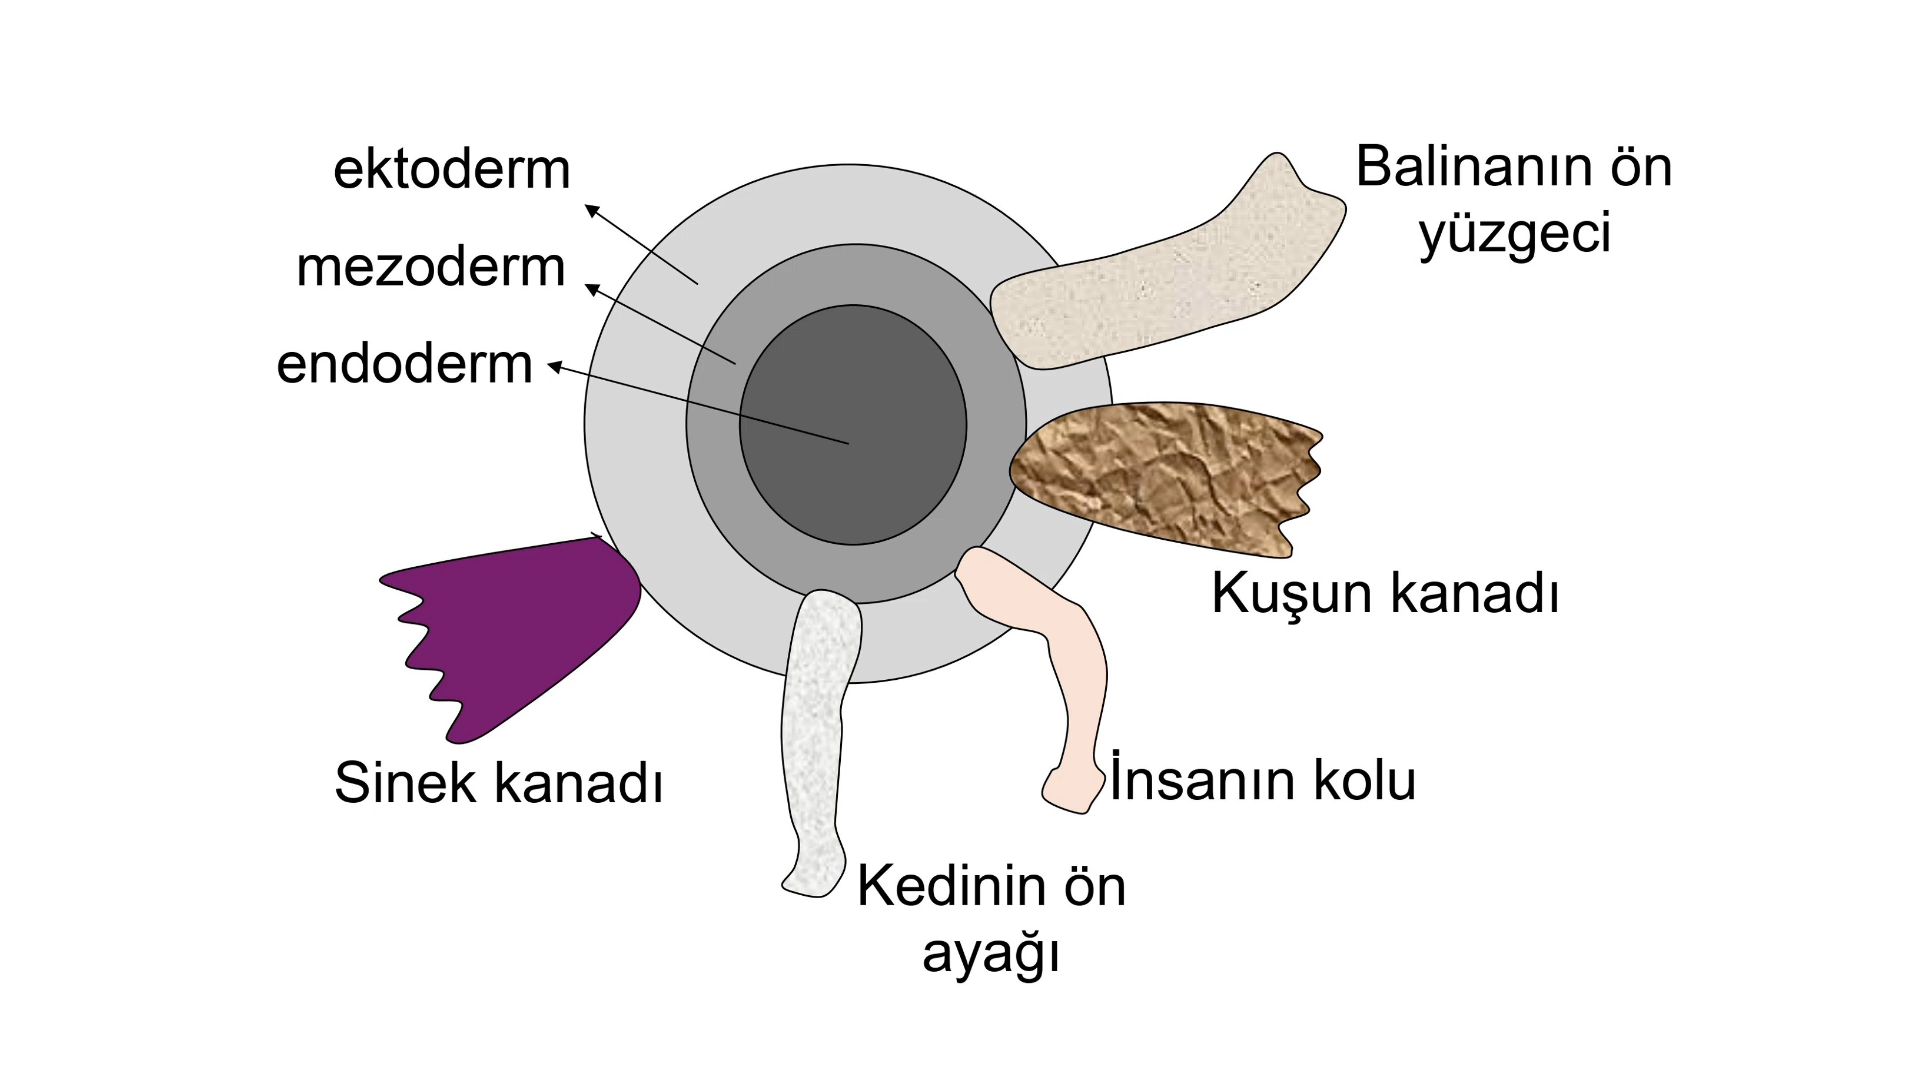 ektoderm
mezoderm
endoderm
Balinanın ön
yüzgeci
Kuşun kanadı
Sinek kanadı
İnsanın kolu
Kedinin ön
ayağı